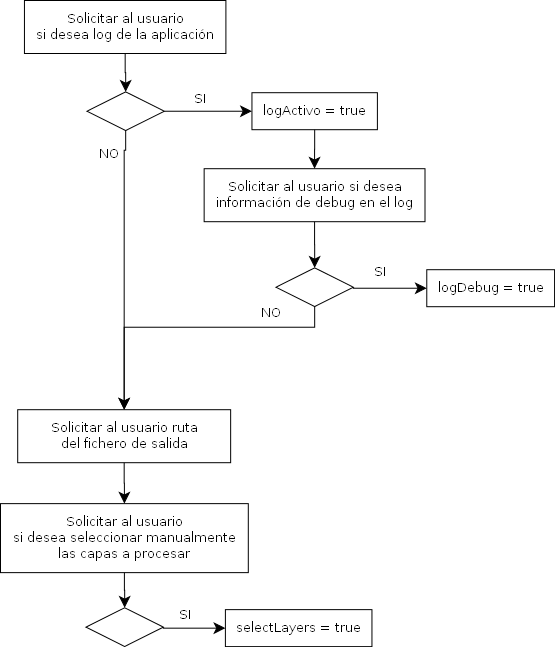 Solicitar al usuario
si desea log de la aplicación
SI
logActivo = true
NO
Solicitar al usuario si desea
información de debug en el log
SI
logDebug = true
NO
Solicitar al usuario ruta
del fichero de salida
Solicitar al usuario
si desea seleccionar manualmente
las capas a procesar
SI
selectLayers = true